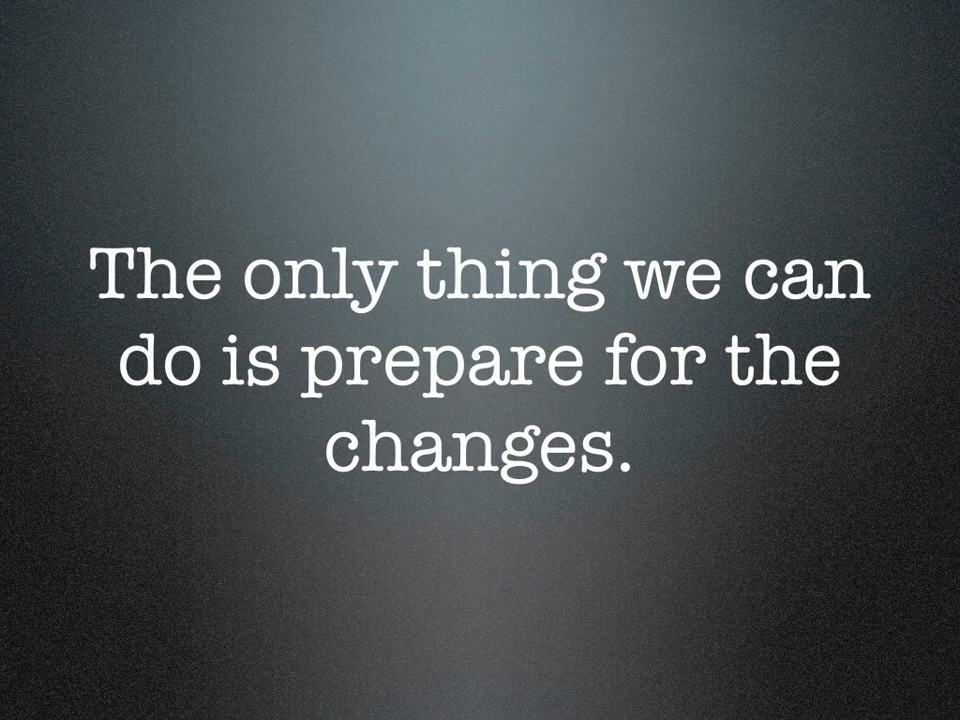 The only thing we can
do is prepare for the
changes.